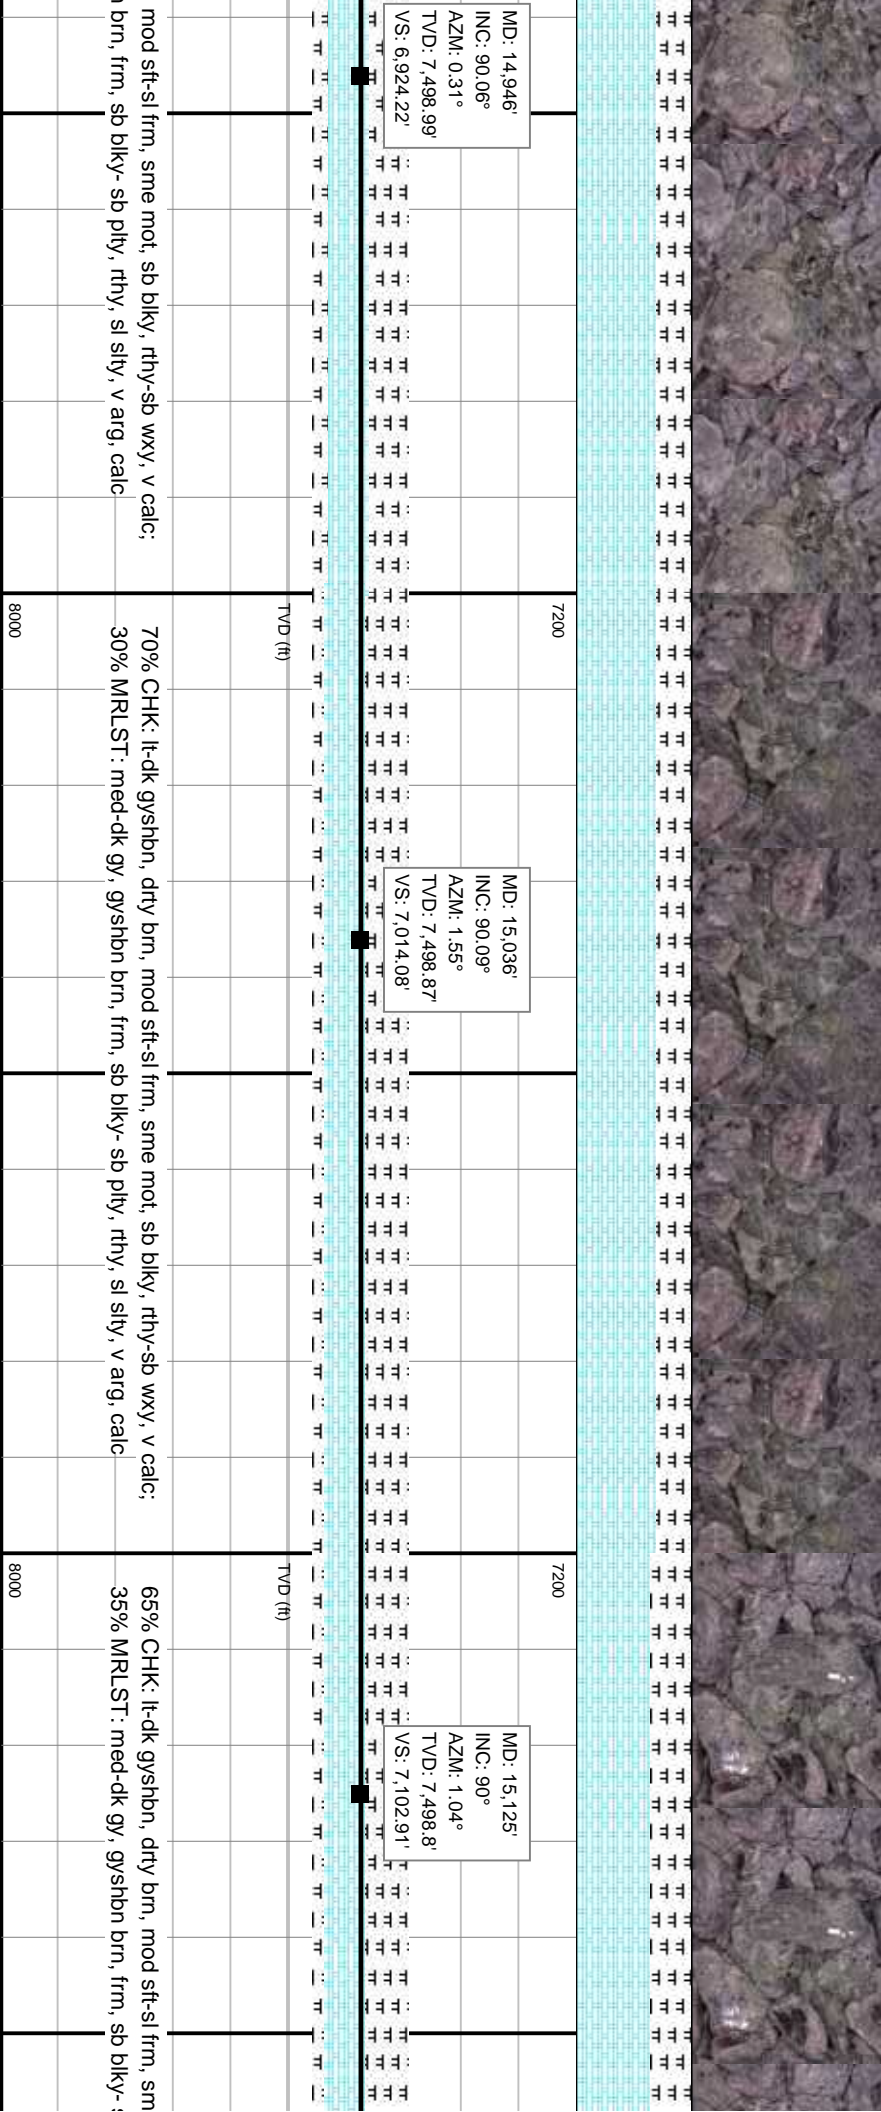 MD: 14,946'
INC: 90.06°
AZM: 0.31°
TVD: 7,498.99'
VS: 6,924.22'
mod sft-sl frm, sme mot, sb blky, rthy-sb wxy, v calc;
brn, frm, sb blky- sb plty, rthy, sl slty, v arg, calc
7200
TVD (ft)
8000
MD: 15,036'
INC: 90.09°
AZM: 1.55°
TVD: 7,498.87'
VS: 7,014.08'
70% CHK: lt-dk gyshbn, drty brn, mod sft-sl frm, sme mot, sb blky, rthy-sb wxy, v calc;
30% MRLST: med-dk gy, gyshbn brn, frm, sb blky- sb plty, rthy, sl slty, v arg, calc
7200
TVD (ft)
8000
MD: 15,125'
INC: 90°
AZM: 1.04°
TVD: 7,498.8'
VS: 7,102.91'
65% CHK: lt-dk gyshbn, drty brn, mod sft-sl frm, sm
35% MRLST: med-dk gy, gyshbn brn, frm, sb blky-